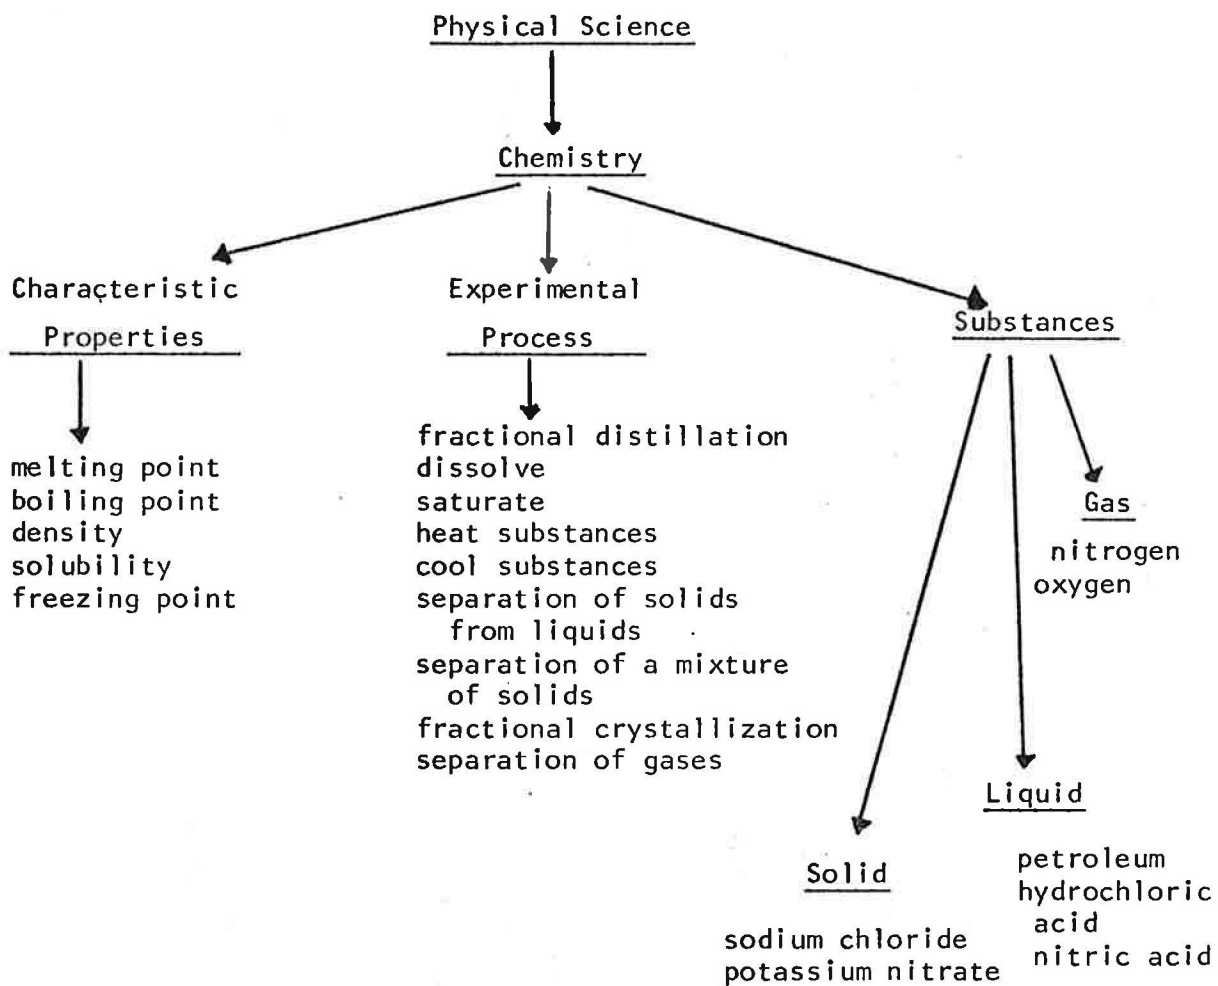 Physical Science
Chemistry
Characteristic
Properties
melting point
boiling point
density
solubility
freezing point
Experimental
Process
fractional distillation
dissolve
saturate
heat substances
cool substances
separation of solids
from liquids
separation of a mixture
of solids
fractional crystallization
separation of gases
Substances
Gas
nitrogen
oxygen
Liquid
petroleum
hydrochloric
acid
nitric acid
Solid
sodium chloride
potassium nitrate